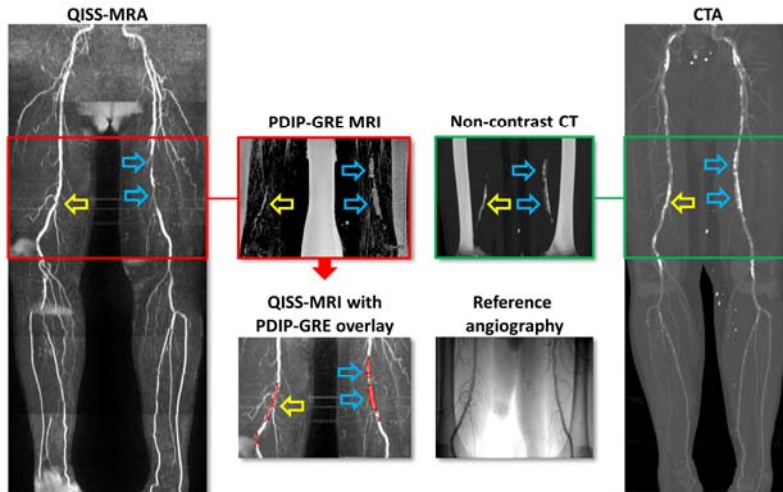 QISS-MRA
CTA
PDIP-GRE MRI
Non-contrast CT
QISS-MRI with
PDIP-GRE overlay
Reference
angiography